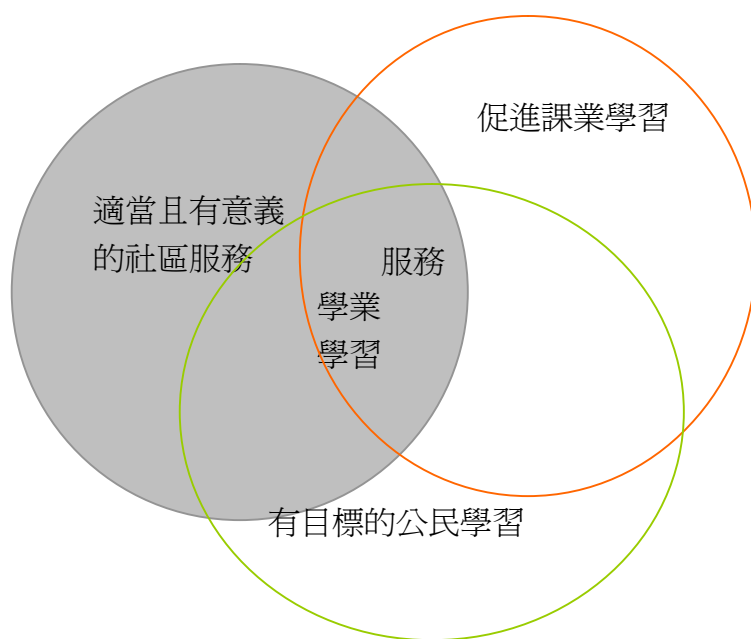 促進課業學習
適當且有意義
的社區服務
服務
學業
學習
有目標的公民學習